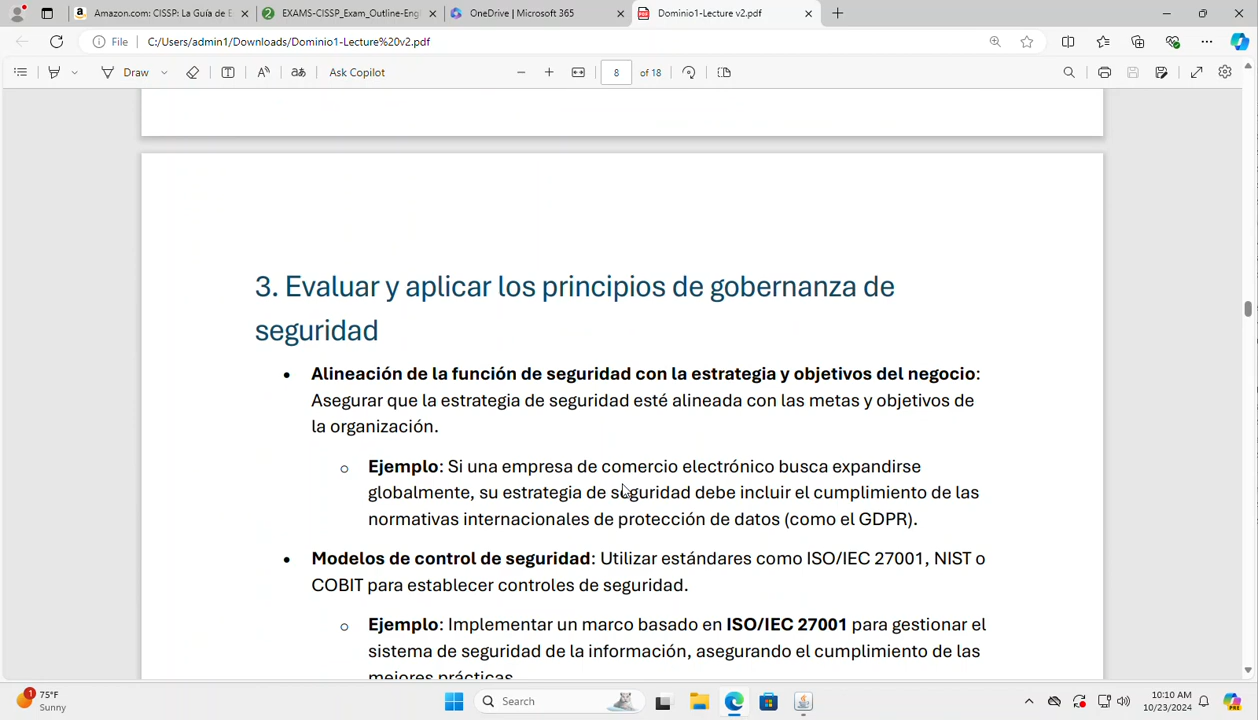 Amazon.com: CISSP: La Guía de E
EXAMS-CISSP_Exam_Outline-Eng
OneDrive | Microsoft 365
Dominio1-Lecture v2.pdf
File
C:/Users/admin1/Downloads/Dominio1-Lecture%20v2.pdf
Draw
Ask Copilot
8
of 18
3. Evaluar y aplicar los principios de gobernanza de
seguridad
• Alineación de la función de seguridad con la estrategia y objetivos del negocio:
Asegurar que la estrategia de seguridad esté alineada con las metas y objetivos de
la organización.
o Ejemplo: Si una empresa de comercio electrónico busca expandirse
globalmente, su estrategia de seguridad debe incluir el cumplimiento de las
normativas internacionales de protección de datos (como el GDPR).
• Modelos de control de seguridad: Utilizar estándares como ISO/IEC 27001, NIST o
COBIT para establecer controles de seguridad.
o Ejemplo: Implementar un marco basado en ISO/IEC 27001 para gestionar el
sistema de seguridad de la información, asegurando el cumplimiento de las
mejores prácticas.
1
75°F
Sunny
Search
10:10 AM
10/23/2024